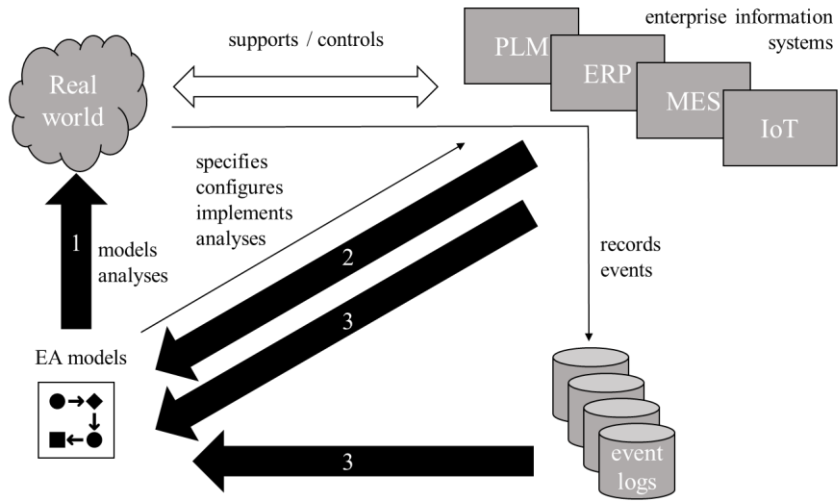 enterprise information
systems
supports / controls
PLM
ERP
MES
IoT
Real
world
specifies
configures
implements
analyses
1
models
analyses
2
3
records
events
EA models
3
event
logs